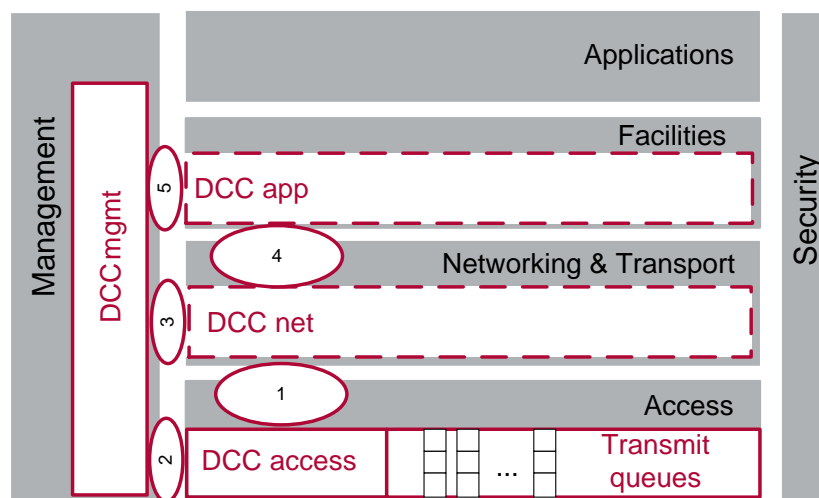 Applications
Management
Security
Facilities
DCC mgmt
5
DCC app
4
Networking & Transport
3
DCC net
1
Access
2
DCC access
...
Transmit
queues